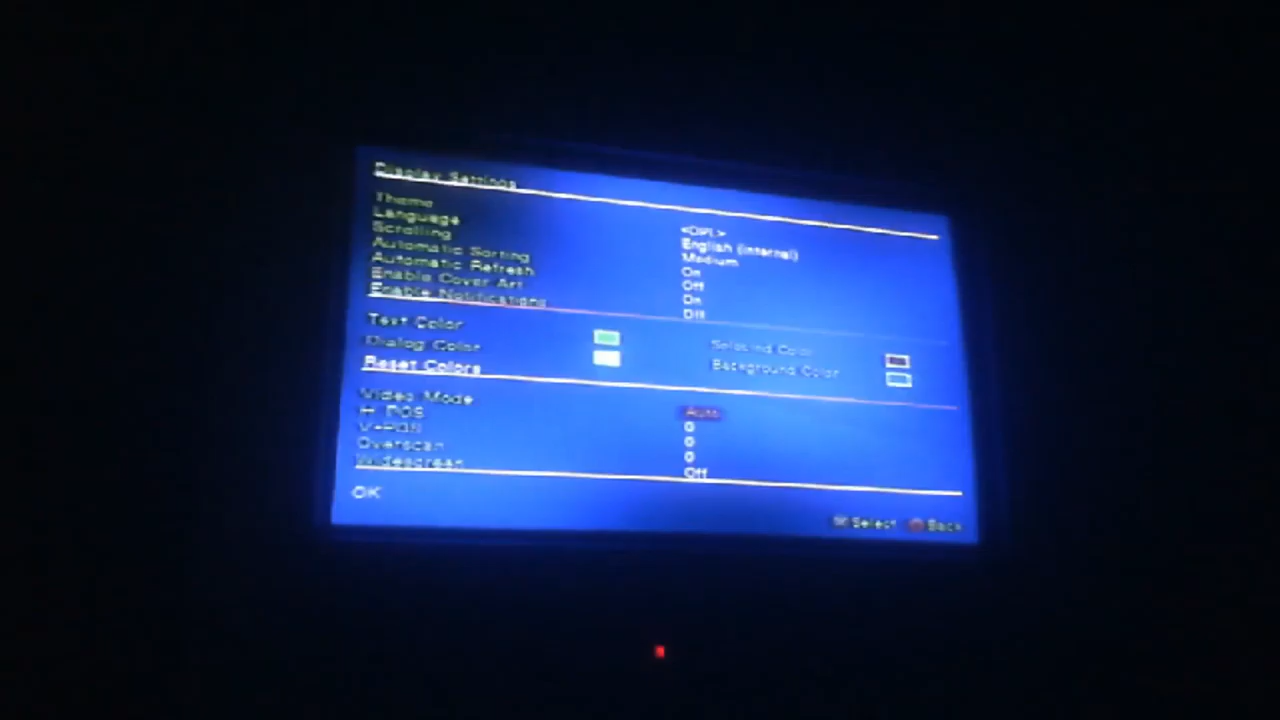 Display Settings
Theme <OPL>
Language English (internal)
Scrolling Medium
Automatic Sorting On
Automatic Refresh Off
Enable Cover Art On
Enable Notifications Off
Text Color Selected Color
Dialog Color Background Color
Reset Colors
Video Mode Auto
H-POS 0
V-POS 0
Overscan 0
Widescreen Off
OK
Select Back